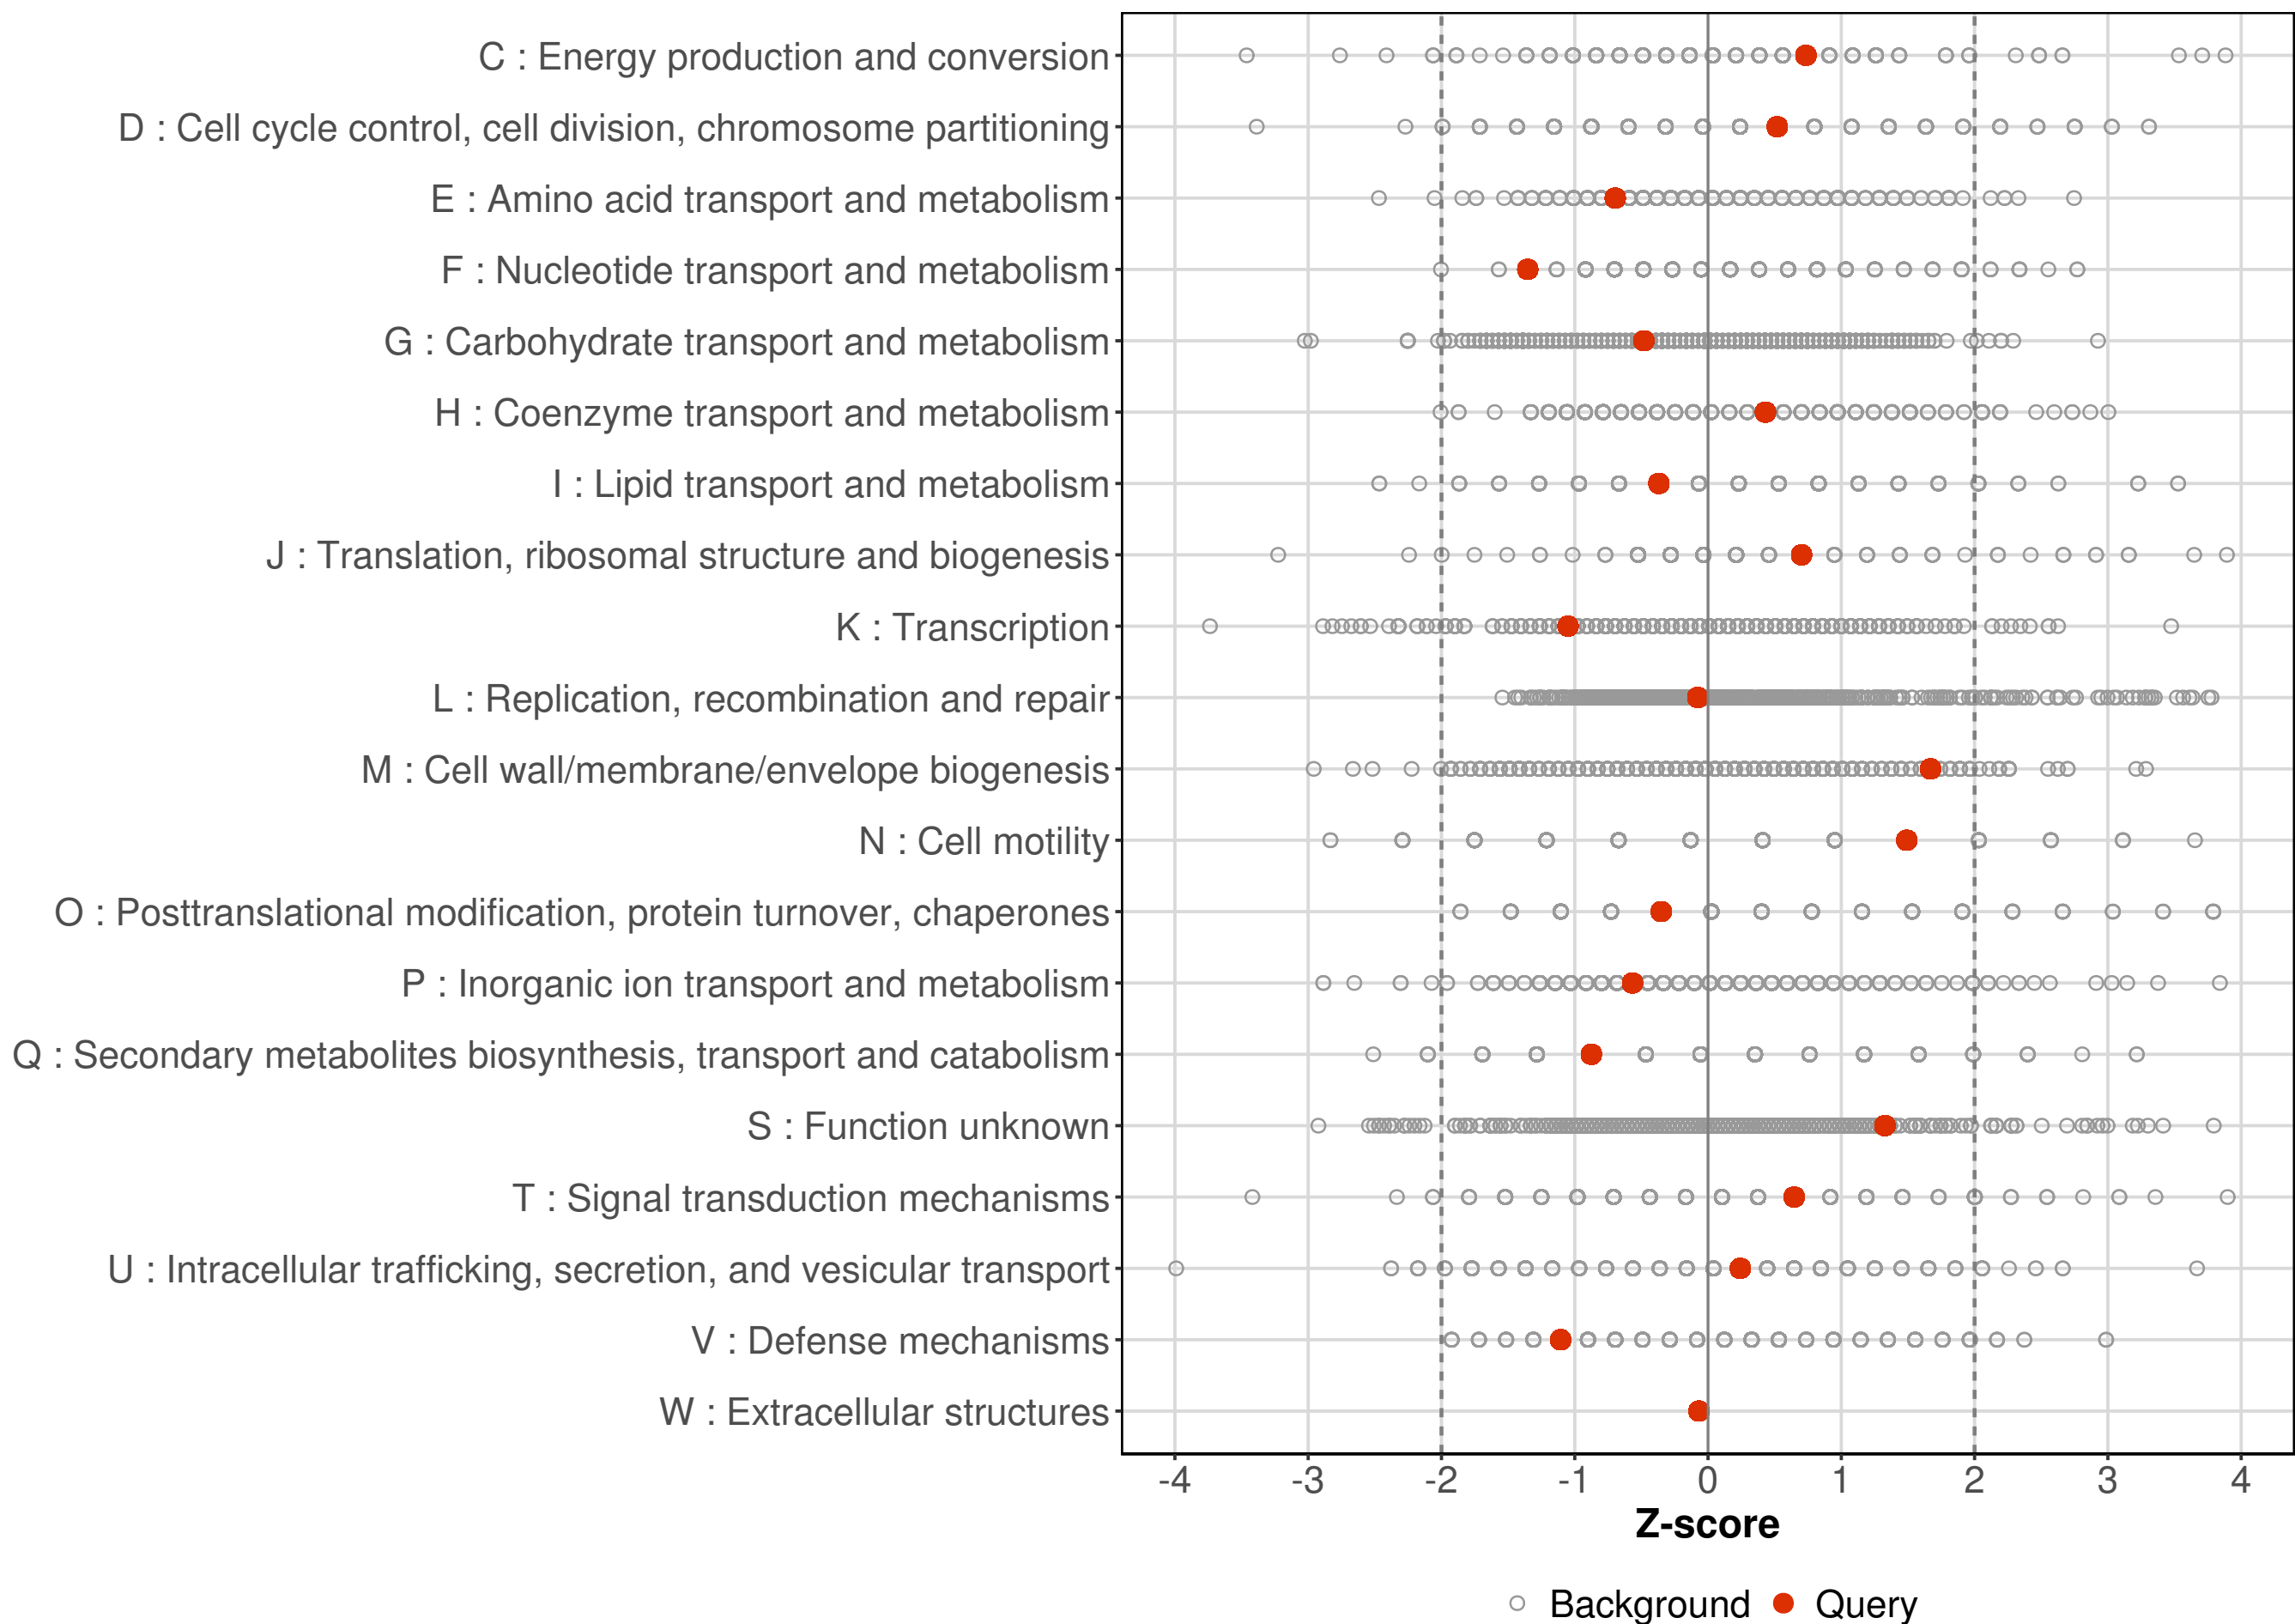 C : Energy production and conversion
D : Cell cycle control, cell division, chromosome partitioning
E : Amino acid transport and metabolism
F : Nucleotide transport and metabolism
G : Carbohydrate transport and metabolism
H : Coenzyme transport and metabolism
I : Lipid transport and metabolism
J : Translation, ribosomal structure and biogenesis
K : Transcription
L : Replication, recombination and repair
M : Cell wall/membrane/envelope biogenesis
N : Cell motility
O : Posttranslational modification, protein turnover, chaperones
P : Inorganic ion transport and metabolism
Q : Secondary metabolites biosynthesis, transport and catabolism
S : Function unknown
T : Signal transduction mechanisms
U : Intracellular trafficking, secretion, and vesicular transport
V : Defense mechanisms
W : Extracellular structures
-4 -3 -2 -1 0 1 2 3 4
Z-score
Background Query